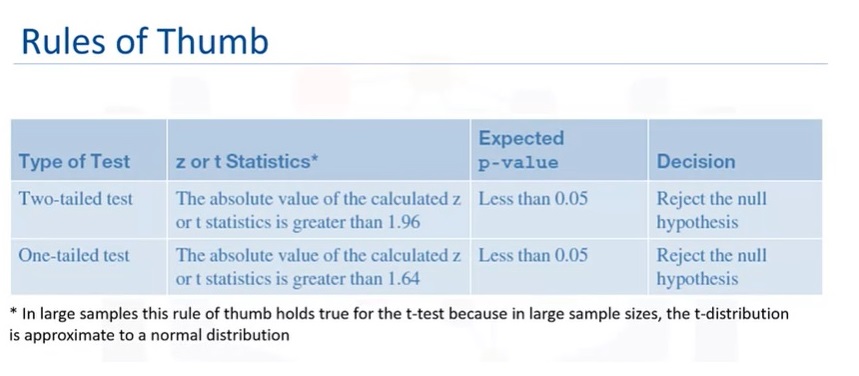 Rules of Thumb
Expected
Type of Test z or t Statistics* p-value Decision
Two-tailed test The absolute value of the calculated z Less than 0.05 Reject the null
or t statistics is greater than 1.96 hypothesis
One-tailed test The absolute value of the calculated z Less than 0.05 Reject the null
or t statistics is greater than 1.64 hypothesis
* In large samples this rule of thumb holds true for the t-test because in large sample sizes, the t-distribution
is approximate to a normal distribution